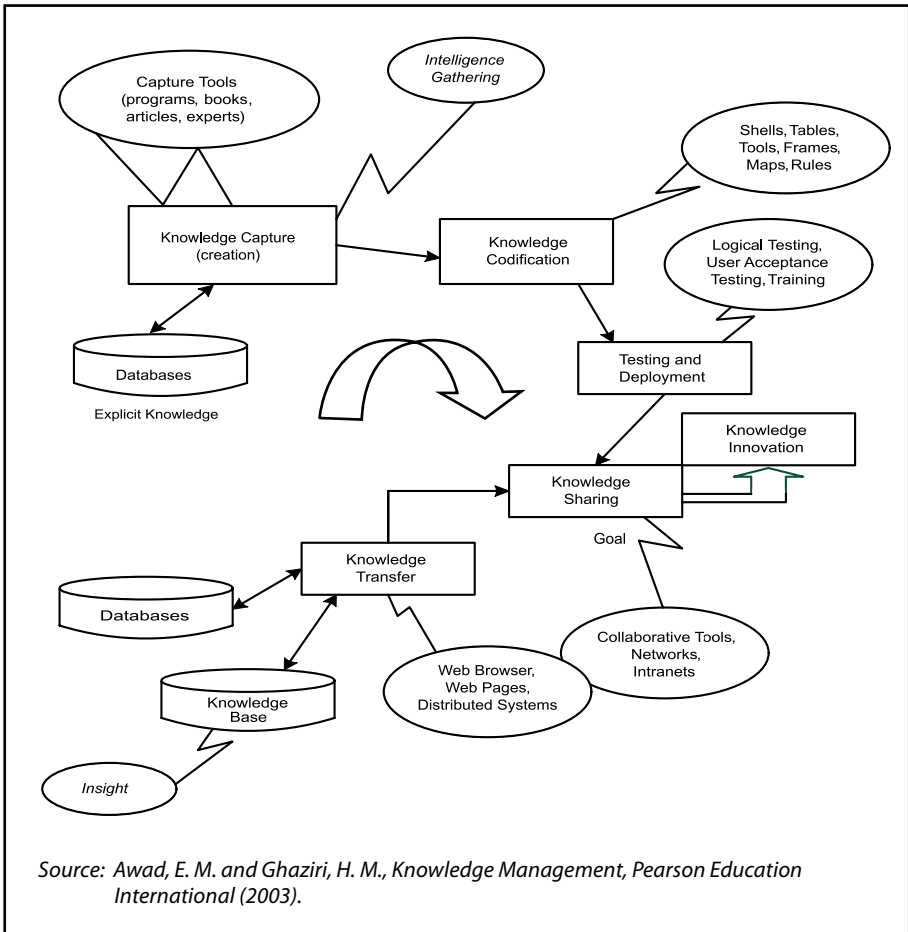 Capture Tools
(programs, books,
articles, experts)
Intelligence
Gathering
Shells, Tables,
Tools, Frames,
Maps, Rules
Knowledge Capture
(creation)
Knowledge
Codification
Logical Testing,
User Acceptance
Testing, Training
Databases
Explicit Knowledge
Testing and
Deployment
Knowledge
Innovation
Knowledge
Sharing
Goal
Knowledge
Transfer
Databases
Collaborative Tools,
Networks,
Intranets
Web Browser,
Web Pages,
Distributed Systems
Knowledge
Base
Insight
Source: Awad, E. M. and Ghaziri, H. M., Knowledge Management, Pearson Education
International (2003).